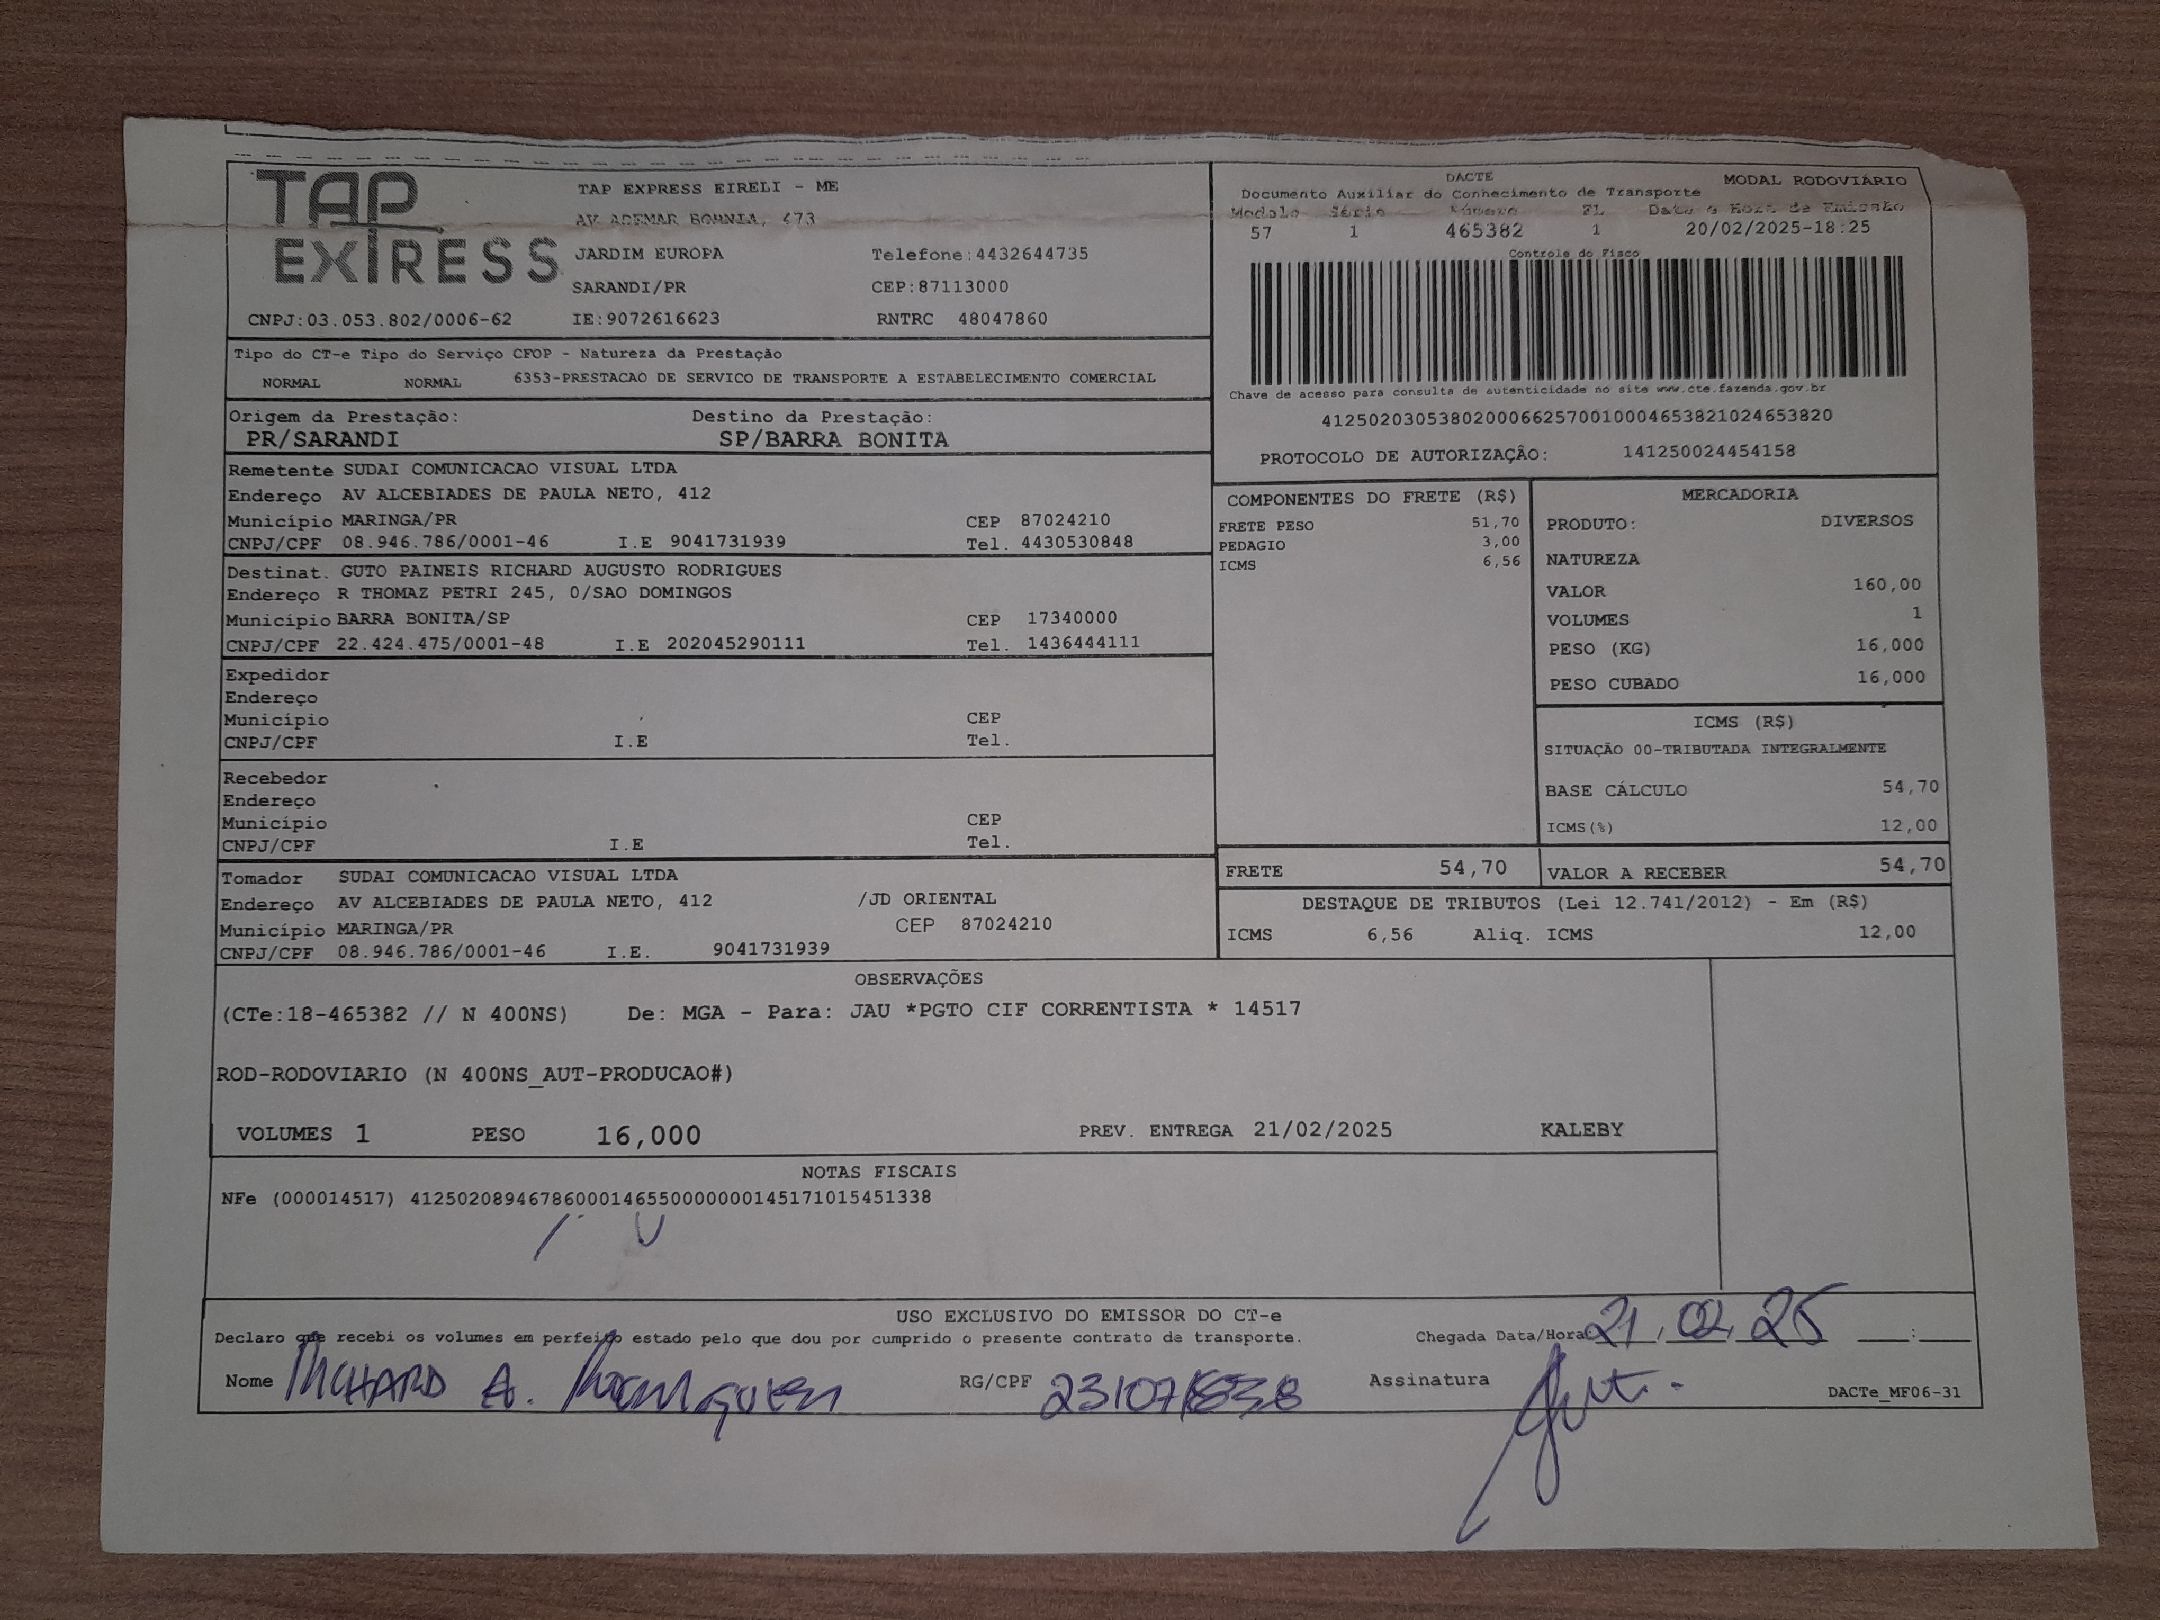 TAP
EXPRESS
TAP EXPRESS EIRELI - ME
AV ADEMAR BORNIA, 473
JARDIM EUROPA Telefone:4432644735
SARANDI/PR CEP:87113000
CNPJ:03.053.802/0006-62 IE:9072616623 RNTRC 48047860
DACTE MODAL RODOVIÁRIO
Documento Auxiliar do Conhecimento de Transporte
Modelo Série Número FL Data e Hora de Emissão
57 1 465382 1 20/02/2025-18:25
Controle do Fisco
Chave de acesso para consulta de autenticidade no site www.cte.fazenda.gov.br
41250203053802000662570010004653821024653820
PROTOCOLO DE AUTORIZAÇÃO: 141250024454158
Tipo do CT-e Tipo do Serviço CFOP - Natureza da Prestação
NORMAL NORMAL 6353-PRESTACAO DE SERVICO DE TRANSPORTE A ESTABELECIMENTO COMERCIAL
Origem da Prestação: Destino da Prestação:
PR/SARANDI SP/BARRA BONITA
Remetente SUDAI COMUNICACAO VISUAL LTDA
Endereço AV ALCEBIADES DE PAULA NETO, 412
Município MARINGA/PR CEP 87024210
CNPJ/CPF 08.946.786/0001-46 I.E 9041731939 Tel. 4430530848
Destinat. GUTO PAINEIS RICHARD AUGUSTO RODRIGUES
Endereço R THOMAZ PETRI 245, 0/SAO DOMINGOS
Município BARRA BONITA/SP CEP 17340000
CNPJ/CPF 22.424.475/0001-48 I.E 202045290111 Tel. 1436444111
Expedidor
Endereço
Município CEP
CNPJ/CPF I.E Tel.
Recebedor
Endereço
Município CEP
CNPJ/CPF I.E Tel.
Tomador SUDAI COMUNICACAO VISUAL LTDA
Endereço AV ALCEBIADES DE PAULA NETO, 412 /JD ORIENTAL
Município MARINGA/PR CEP 87024210
CNPJ/CPF 08.946.786/0001-46 I.E. 9041731939
COMPONENTES DO FRETE (R$)
FRETE PESO 51,70
PEDAGIO 3,00
ICMS 6,56
MERCADORIA
PRODUTO: DIVERSOS
NATUREZA
VALOR 160,00
VOLUMES 1
PESO (KG) 16,000
PESO CUBADO 16,000
ICMS (R$)
SITUAÇÃO 00-TRIBUTADA INTEGRALMENTE
BASE CÁLCULO 54,70
ICMS(%) 12,00
FRETE 54,70 VALOR A RECEBER 54,70
DESTAQUE DE TRIBUTOS (Lei 12.741/2012) - Em (R$)
ICMS 6,56 Aliq. ICMS 12,00
OBSERVAÇÕES
(CTe:18-465382 // N 400NS) De: MGA - Para: JAU *PGTO CIF CORRENTISTA * 14517
ROD-RODOVIARIO (N 400NS_AUT-PRODUCAO#)
VOLUMES 1 PESO 16,000 PREV. ENTREGA 21/02/2025 KALEBY
NOTAS FISCAIS
NFe (000014517) 41250208946786000146550000000145171015451338
USO EXCLUSIVO DO EMISSOR DO CT-e
Declaro que recebi os volumes em perfeito estado pelo que dou por cumprido o presente contrato de transporte. Chegada Data/Hora 21/02/25 __:__
Nome RICHARD A. Rodrigues RG/CPF Assinatura
DACTe_MF06-31